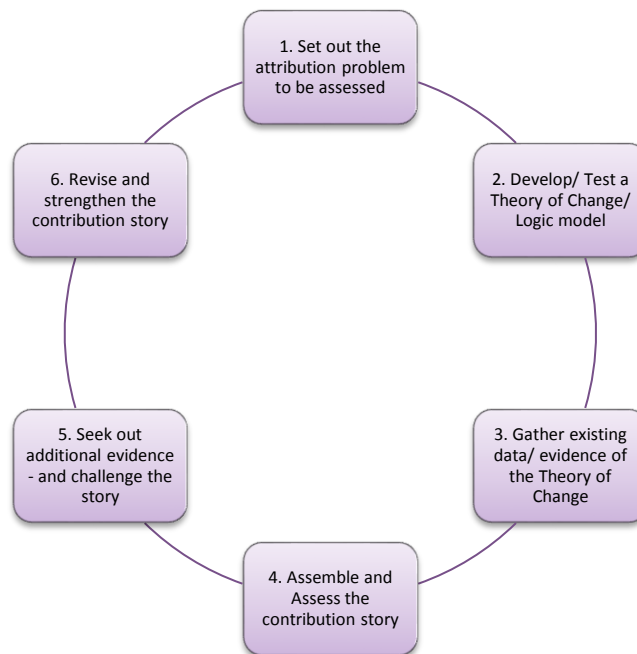 1. Set out the
attribution problem
to be assessed
2. Develop/ Test a
Theory of Change/
Logic model
3. Gather existing
data/ evidence of
the Theory of
Change
4. Assemble and
Assess the
contribution story
5. Seek out
additional evidence
- and challenge the
story
6. Revise and
strengthen the
contribution story